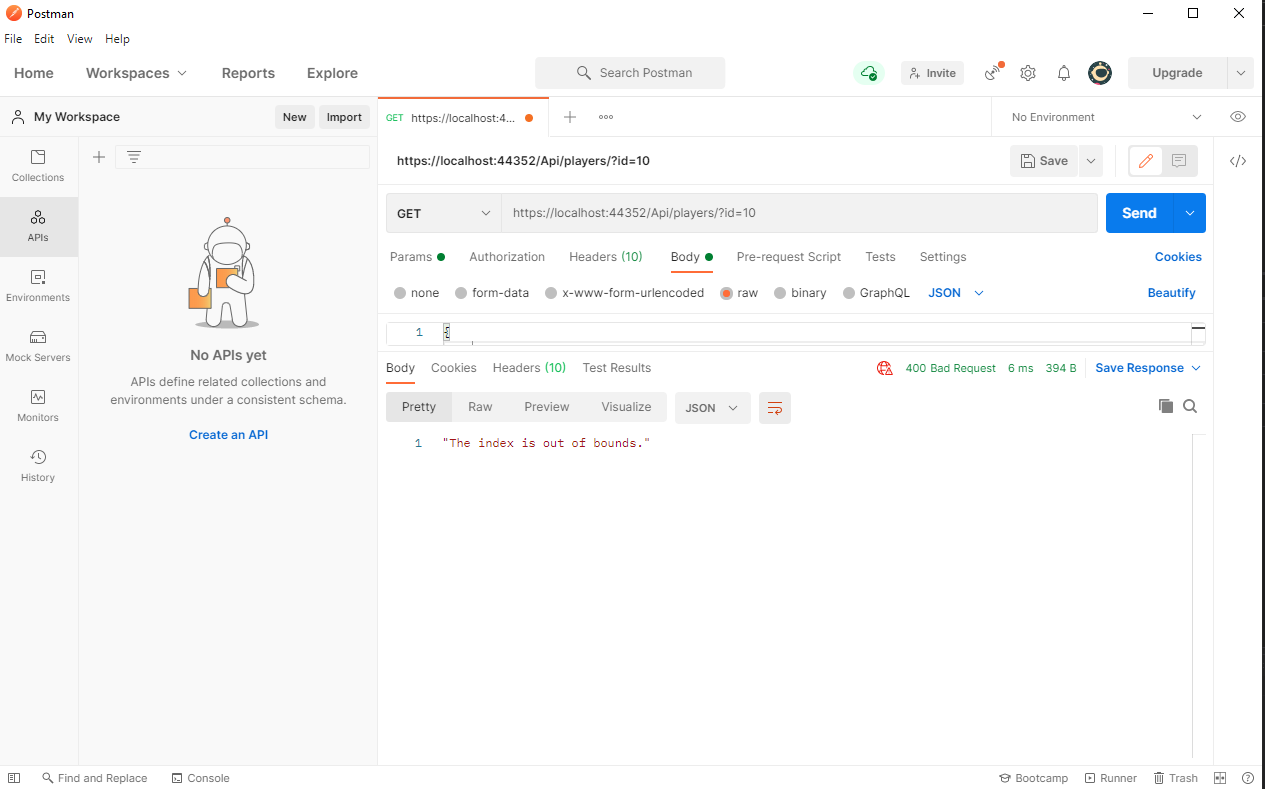 Postman
File Edit View Help
Home Workspaces Reports Explore Search Postman Invite Upgrade
My Workspace New Import GET https://localhost:4... No Environment
Collections
APIs
Environments
Mock Servers
Monitors
History
No APIs yet
APIs define related collections and
environments under a consistent schema.
Create an API
https://localhost:44352/Api/players/?id=10 Save
GET https://localhost:44352/Api/players/?id=10 Send
Params Authorization Headers (10) Body Pre-request Script Tests Settings Cookies
none form-data x-www-form-urlencoded raw binary GraphQL JSON Beautify
1 {
Body Cookies Headers (10) Test Results 400 Bad Request 6 ms 394 B Save Response
Pretty Raw Preview Visualize JSON
1 "The index is out of bounds."
Find and Replace Console Bootcamp Runner Trash